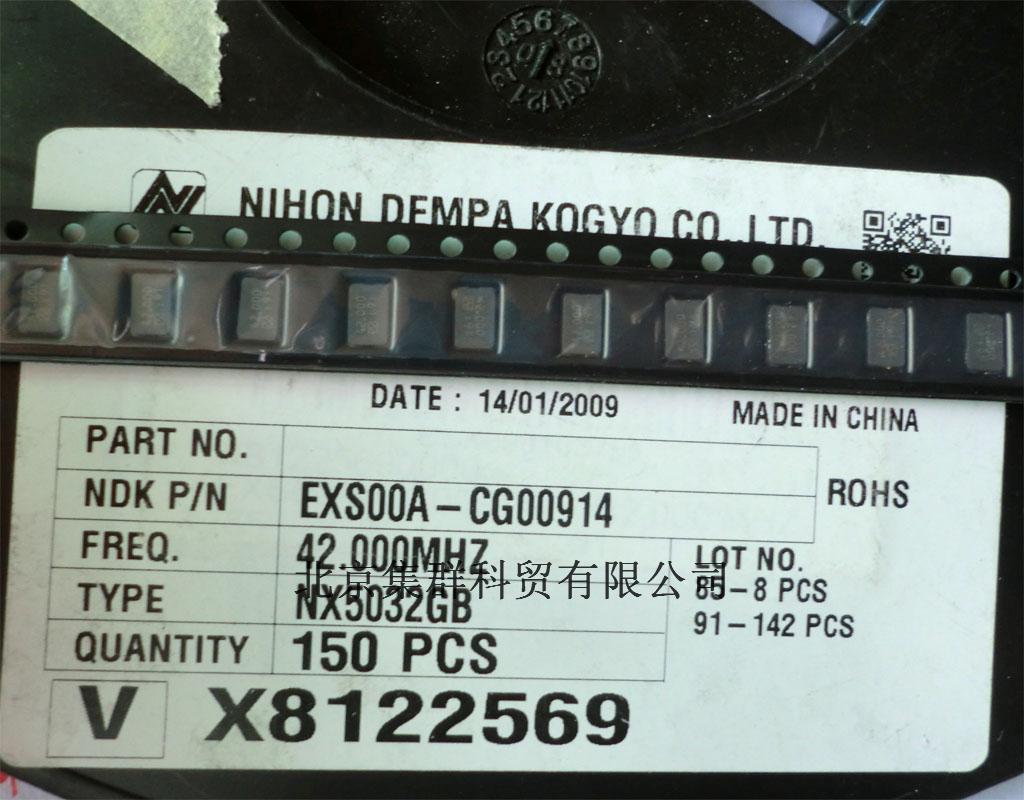 NIHON DEMPA KOGYO CO.,LTD.
DATE : 14/01/2009
MADE IN CHINA
PART NO.
ROHS
NDK P/N EXS00A-CG00914
FREQ. 42.000MHZ
LOT NO.
北京集群科贸有限公司
85-8 PCS
TYPE NX5032GB
91-142 PCS
QUANTITY 150 PCS
V X8122569